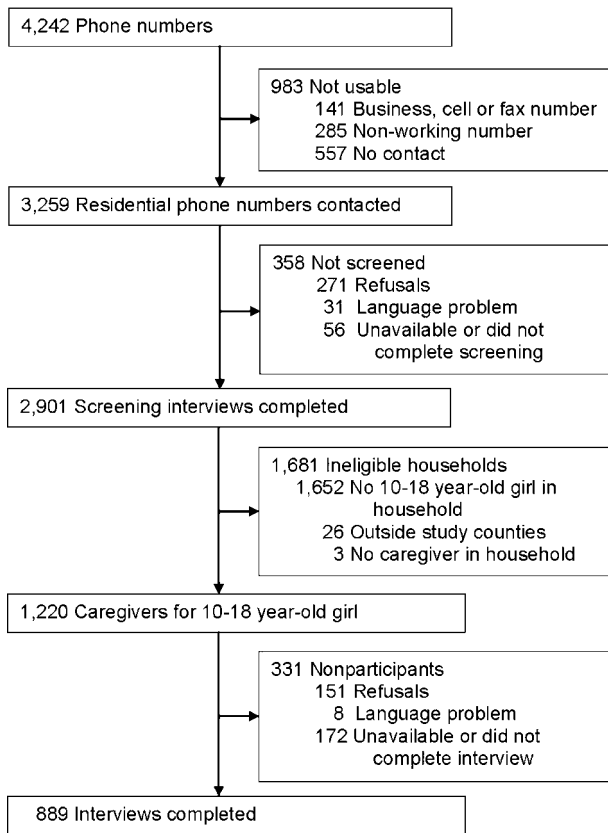 4,242 Phone numbers
983 Not usable
141 Business, cell or fax number
285 Non-working number
557 No contact
3,259 Residential phone numbers contacted
358 Not screened
271 Refusals
31 Language problem
56 Unavailable or did not
complete screening
2,901 Screening interviews completed
1,681 Ineligible households
1,652 No 10-18 year-old girl in
household
26 Outside study counties
3 No caregiver in household
1,220 Caregivers for 10-18 year-old girl
331 Nonparticipants
151 Refusals
8 Language problem
172 Unavailable or did not
complete interview
889 Interviews completed